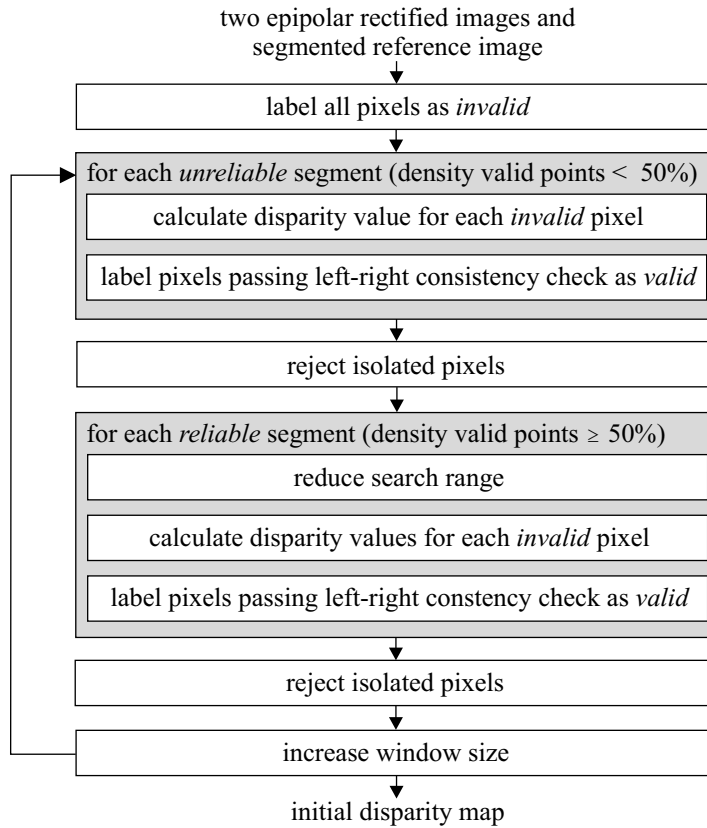 two epipolar rectified images and
segmented reference image
label all pixels as invalid
for each unreliable segment (density valid points < 50%)
calculate disparity value for each invalid pixel
label pixels passing left-right consistency check as valid
reject isolated pixels
for each reliable segment (density valid points ≥ 50%)
reduce search range
calculate disparity values for each invalid pixel
label pixels passing left-right constency check as valid
reject isolated pixels
increase window size
initial disparity map